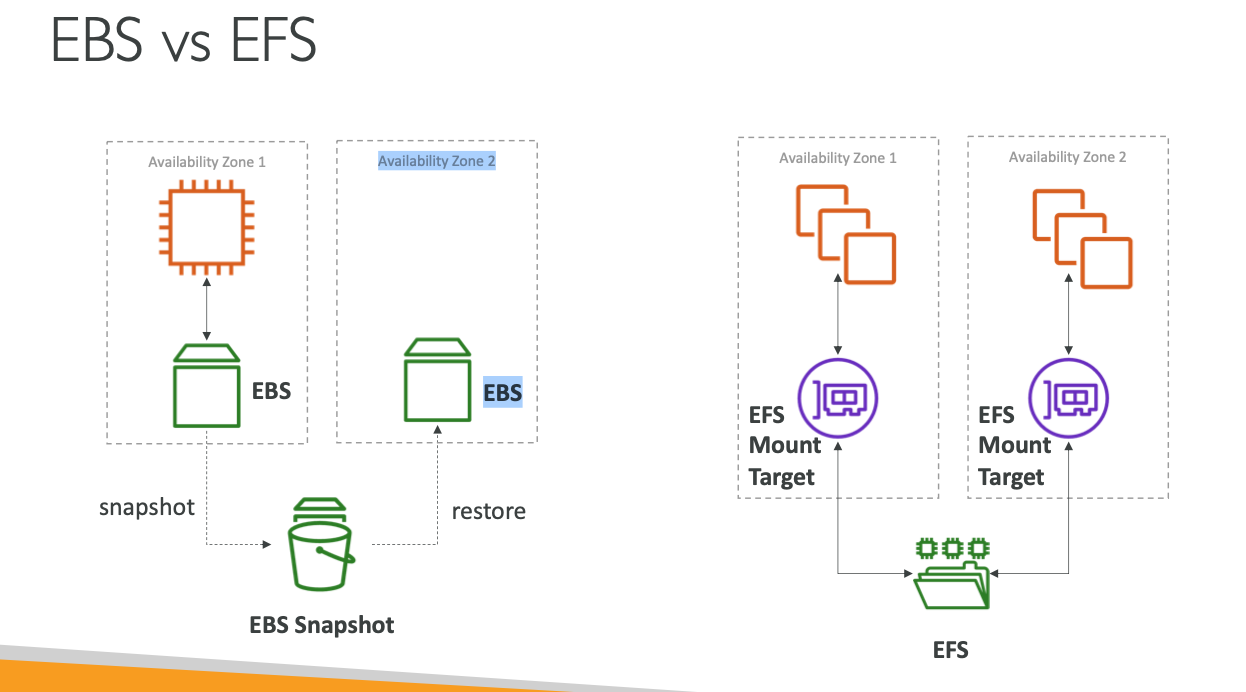 EBS vs EFS
Availability Zone 1
Availability Zone 2
EBS
EBS
snapshot
restore
EBS Snapshot
Availability Zone 1
Availability Zone 2
EFS
Mount
Target
EFS
Mount
Target
EFS